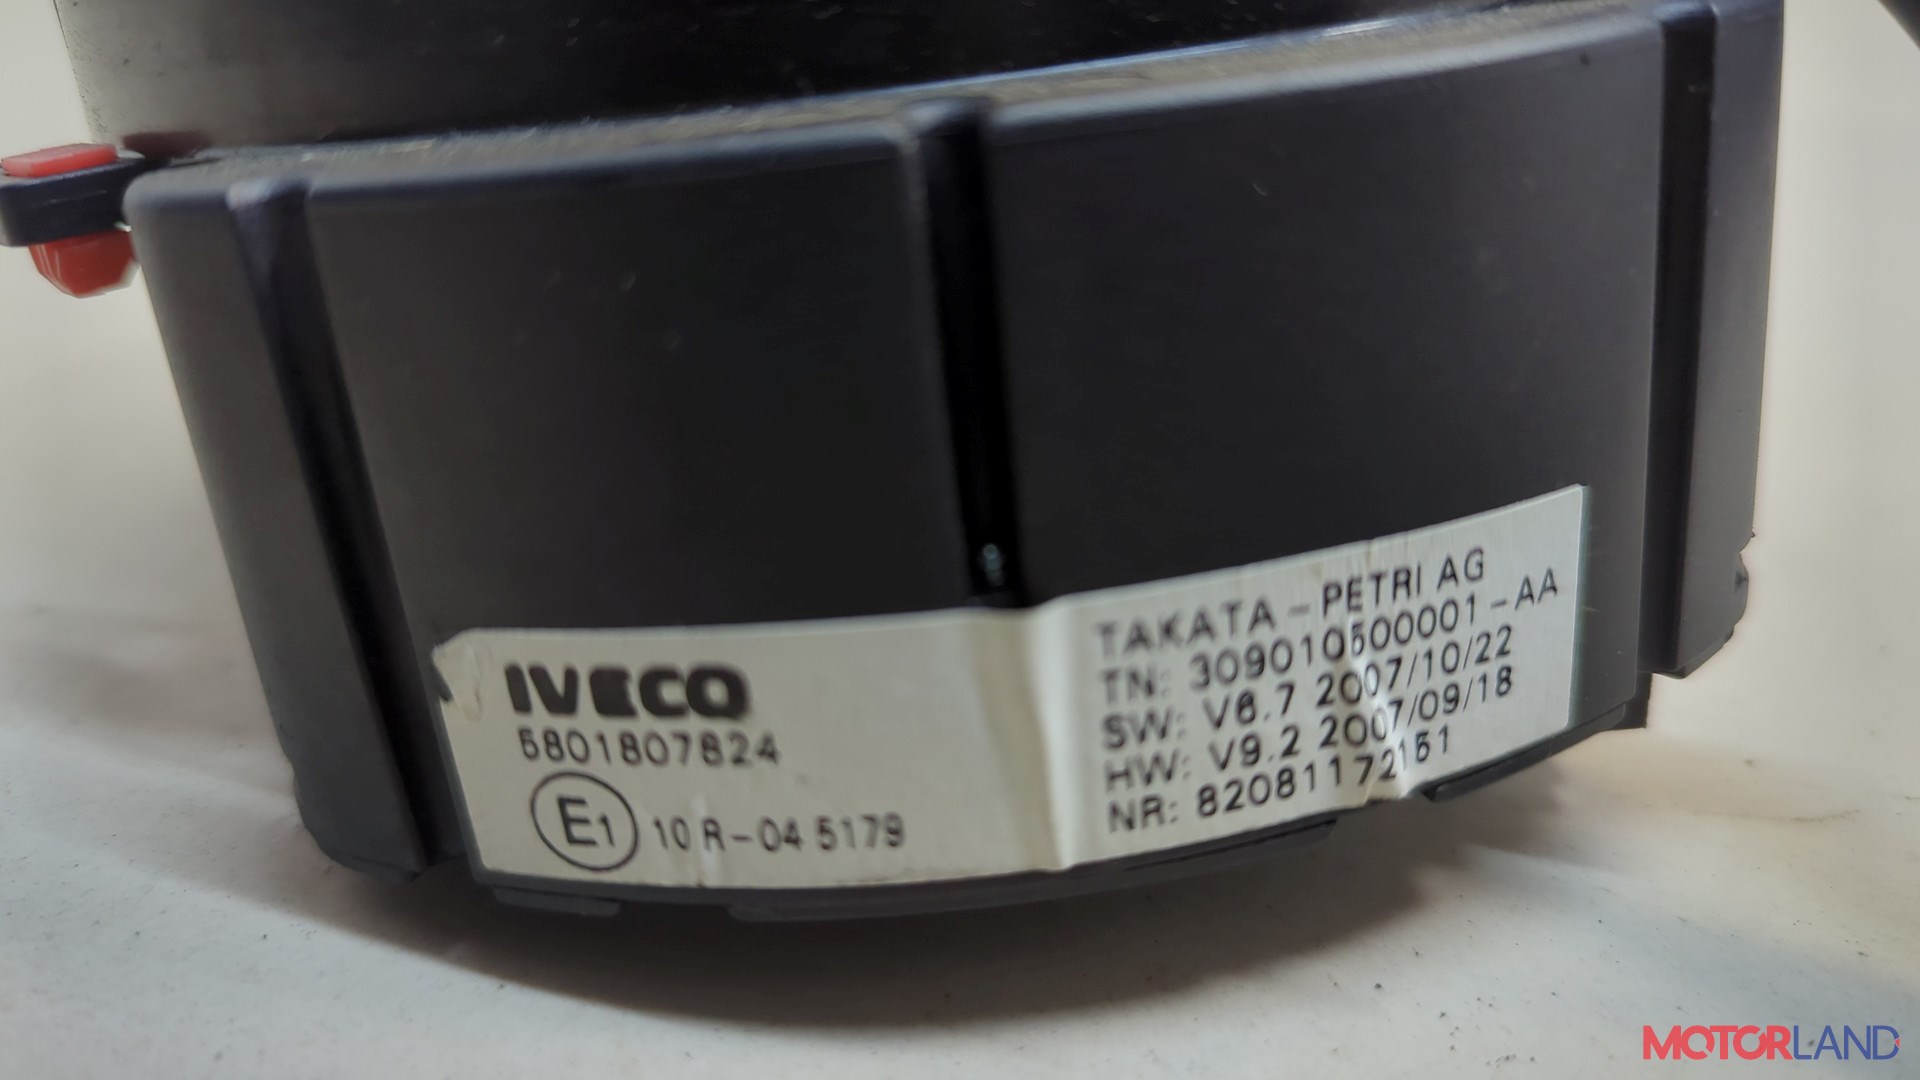 IVECO
5801807824
E1 10 R-04 5179
TAKATA - PETRI AG
TN: 309010500001 - AA
SW: V6.7 2007/10/22
HW: V9.2 2007/09/18
NR: 82081172151
MOTORLAND